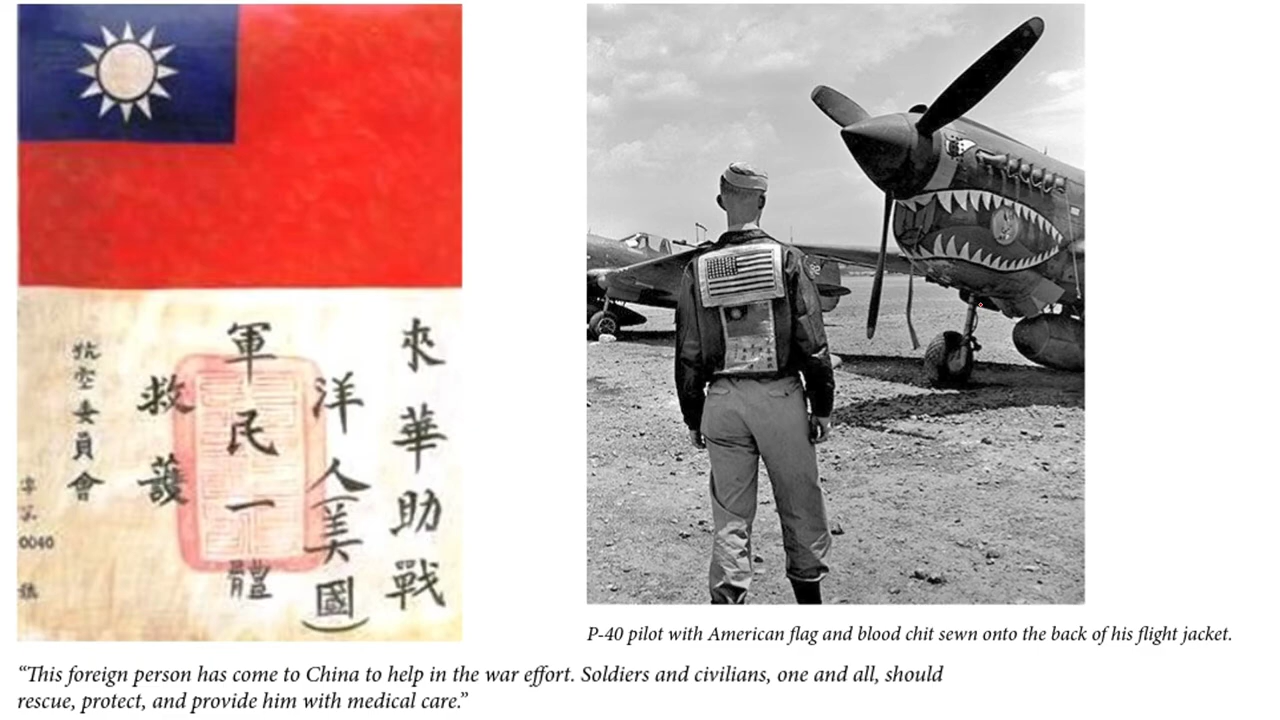 來華助戰
洋人(美國)
軍民一體
救護
航空委員會
0040
P-40 pilot with American flag and blood chit sewn onto the back of his flight jacket.
“This foreign person has come to China to help in the war effort. Soldiers and civilians, one and all, should
rescue, protect, and provide him with medical care.”